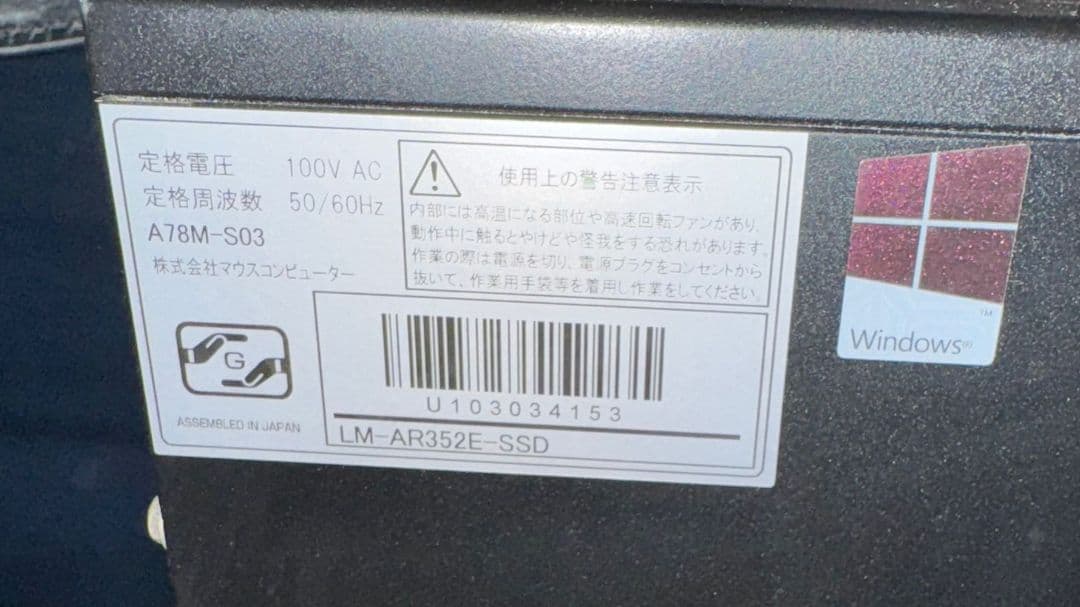 定格電圧 100V AC
定格周波数 50/60Hz
A78M-S03
株式会社マウスコンピューター
使用上の警告注意表示
内部には高温になる部位や高速回転ファンがあり、
動作中に触るとやけどや怪我をする恐れがあります。
作業の際は電源を切り、電源プラグをコンセントから
抜いて、作業用手袋等を着用し作業をしてください。
G
ASSEMBLED IN JAPAN
U103034153
LM-AR352E-SSD
TM
Windows®